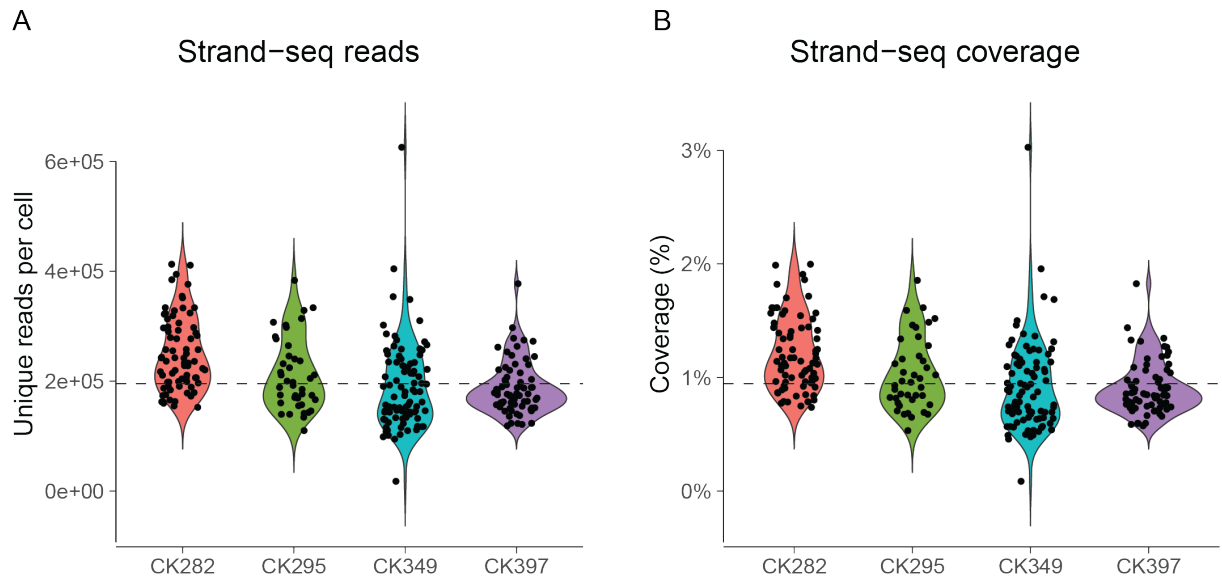 A
Strand−seq reads
Unique reads per cell
6e+05
4e+05
2e+05
0e+00
CK282 CK295 CK349 CK397
B
Strand−seq coverage
Coverage (%)
3%
2%
1%
0%
CK282 CK295 CK349 CK397